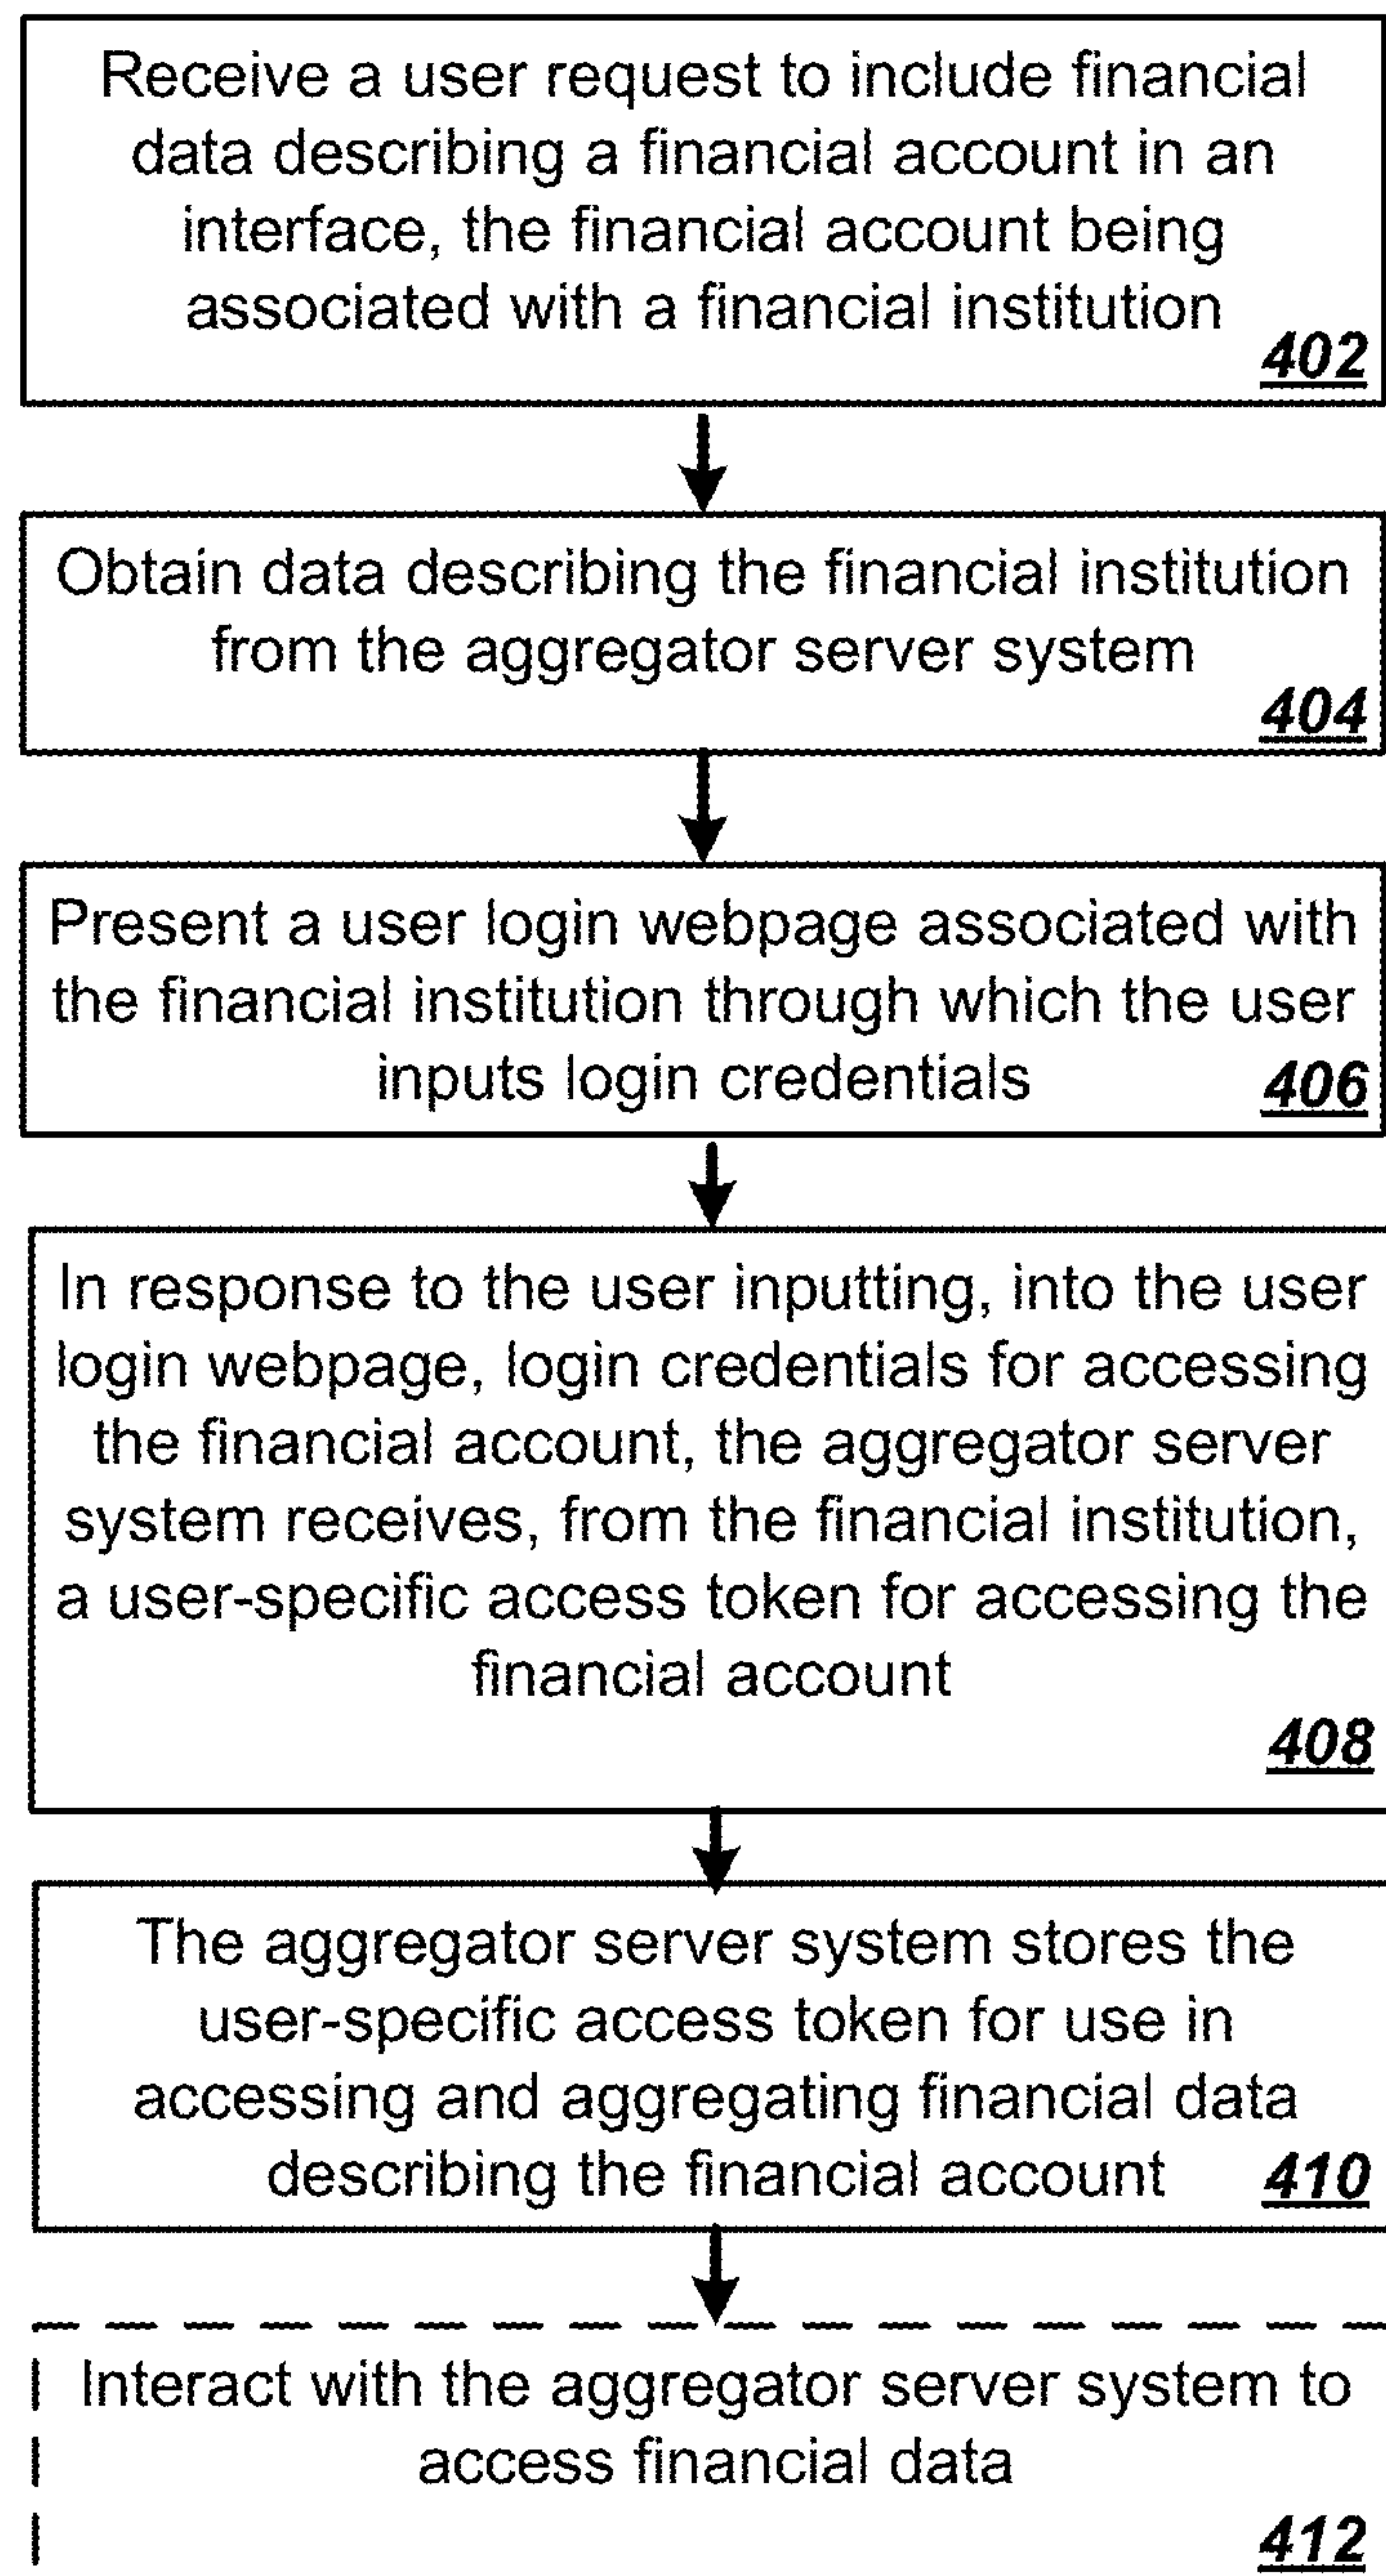 Receive a user request to include financial
data describing a financial account in an
interface, the financial account being
associated with a financial institution
402
Obtain data describing the financial institution
from the aggregator server system
404
Present a user login webpage associated with
the financial institution through which the user
inputs login credentials 406
In response to the user inputting, into the user
login webpage, login credentials for accessing
the financial account, the aggregator server
system receives, from the financial institution,
a user-specific access token for accessing the
financial account
408
The aggregator server system stores the
user-specific access token for use in
accessing and aggregating financial data
describing the financial account 410
Interact with the aggregator server system to
access financial data
412